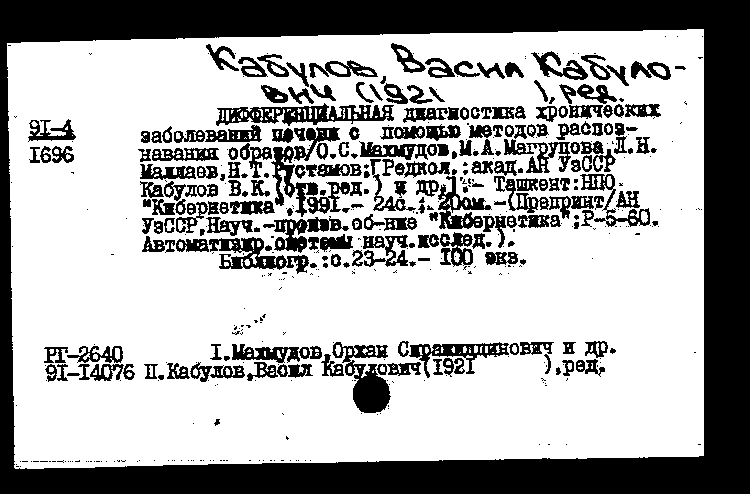 Кабулов, Васил Кабуло-
вич (1921 ), ред.
ДИФФЕРЕНЦИАЛЬНАЯ диагностика хронических
91-4 заболеваний печени с помощью методов распоз-
1696 навания образов/О.С.Махмудов,М.А.Магрупова,Л.Н.
Маллаев,Н.Т.Рустамов;[Редкол.:акад.АН УзССР
Кабулов В.К.(отв.ред.) и др.].- Ташкент:НПО
"Кибернетика",1991.- 24с.; 20см.-(Препринт/АН
УзССР,Науч.-произв.об-ние "Кибернетика";Р-5-60.
Автоматизир.системы науч.исслед.).
Библиогр.:с.23-24.- 100 экз.
РГ-2640 I.Махмудов,Орхан Сиражиддинович и др.
91-14076 II.Кабулов,Васил Кабулович(1921 ),ред.